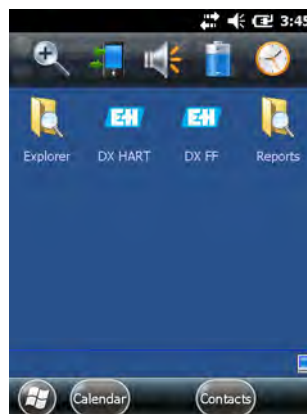 3:45
E+H E+H
Explorer DX HART DX FF Reports
Calendar Contacts